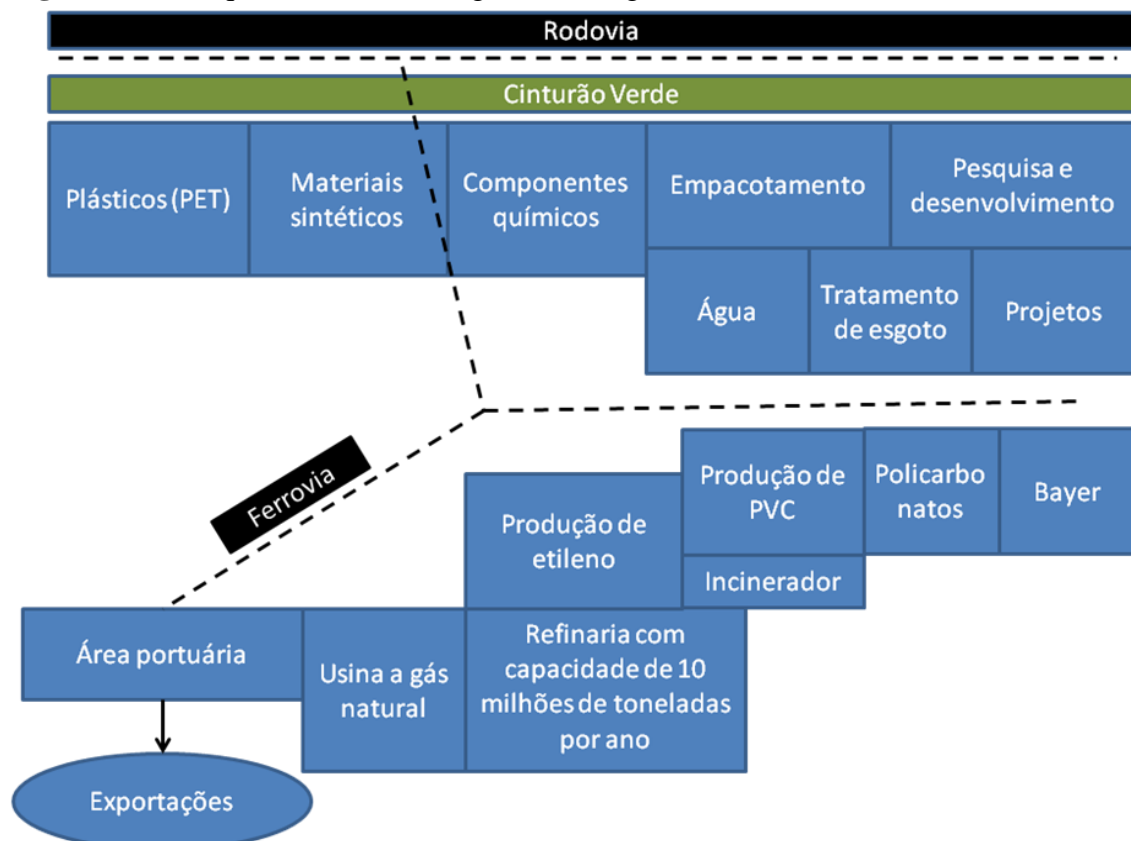 Rodovia
Cinturão Verde
Plásticos (PET)
Materiais
sintéticos
Componentes
químicos
Empacotamento
Pesquisa e
desenvolvimento
Água
Tratamento
de esgoto
Projetos
Ferrovia
Produção de
etileno
Produção de
PVC
Policarbo
natos
Bayer
Incinerador
Área portuária
Usina a gás
natural
Refinaria com
capacidade de 10
milhões de toneladas
por ano
Exportações